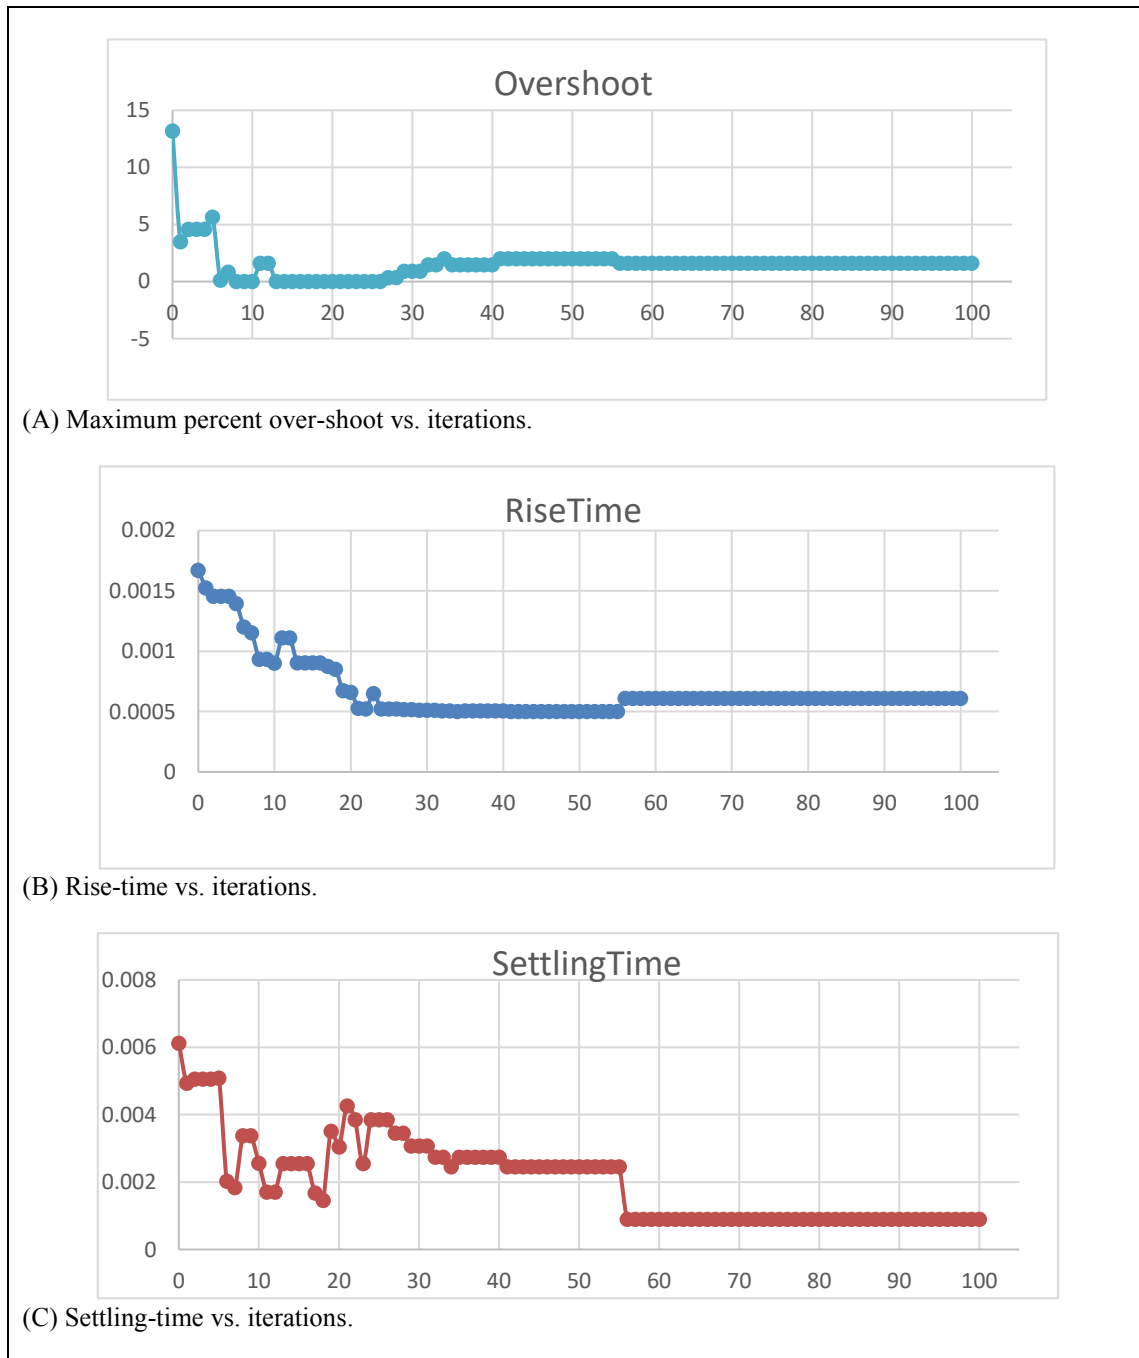 Overshoot
15
10
5
0
-5
0 10 20 30 40 50 60 70 80 90 100
(A) Maximum percent over-shoot vs. iterations.
RiseTime
0.002
0.0015
0.001
0.0005
0
0 10 20 30 40 50 60 70 80 90 100
(B) Rise-time vs. iterations.
SettlingTime
0.008
0.006
0.004
0.002
0
0 10 20 30 40 50 60 70 80 90 100
(C) Settling-time vs. iterations.